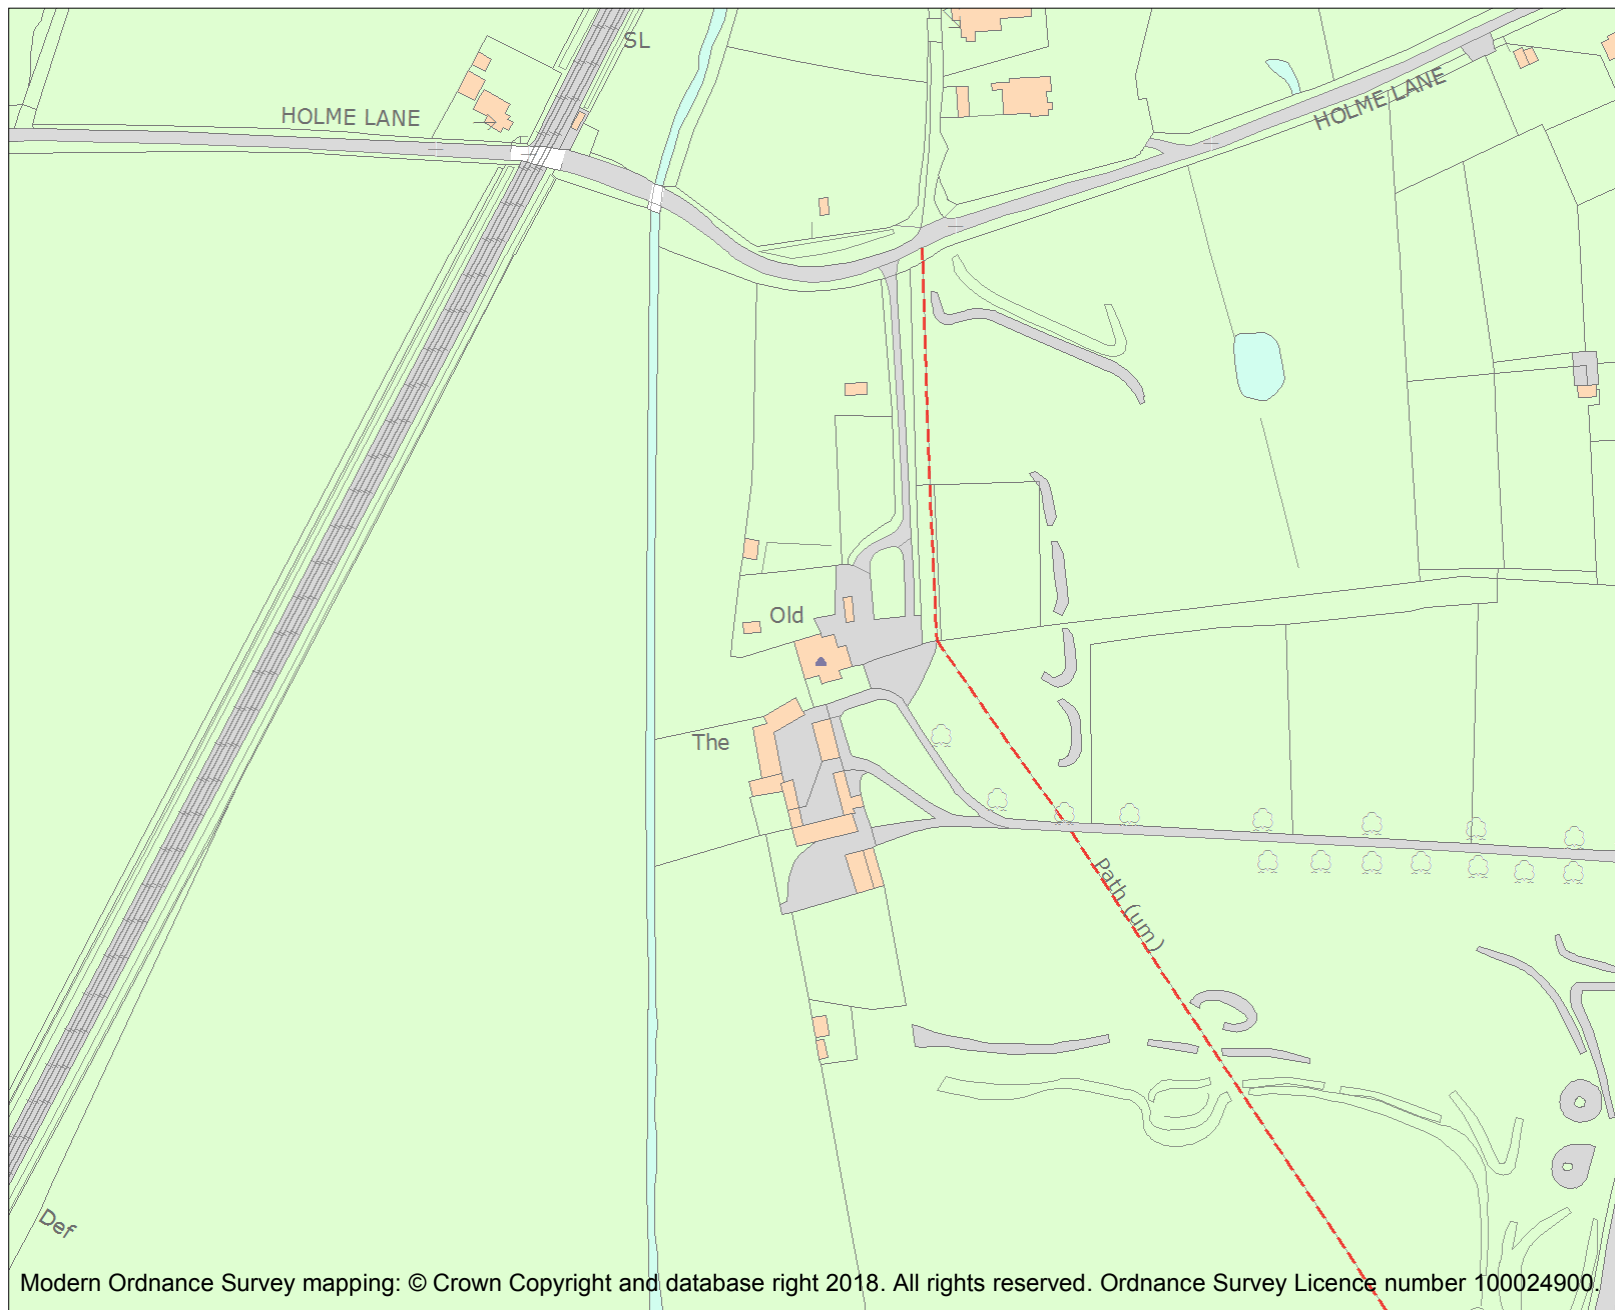 SL
HOLME LANE
HOLME LANE
Old
The
Path (um)
Def
Modern Ordnance Survey mapping: © Crown Copyright and database right 2018. All rights reserved. Ordnance Survey Licence number 100024900.